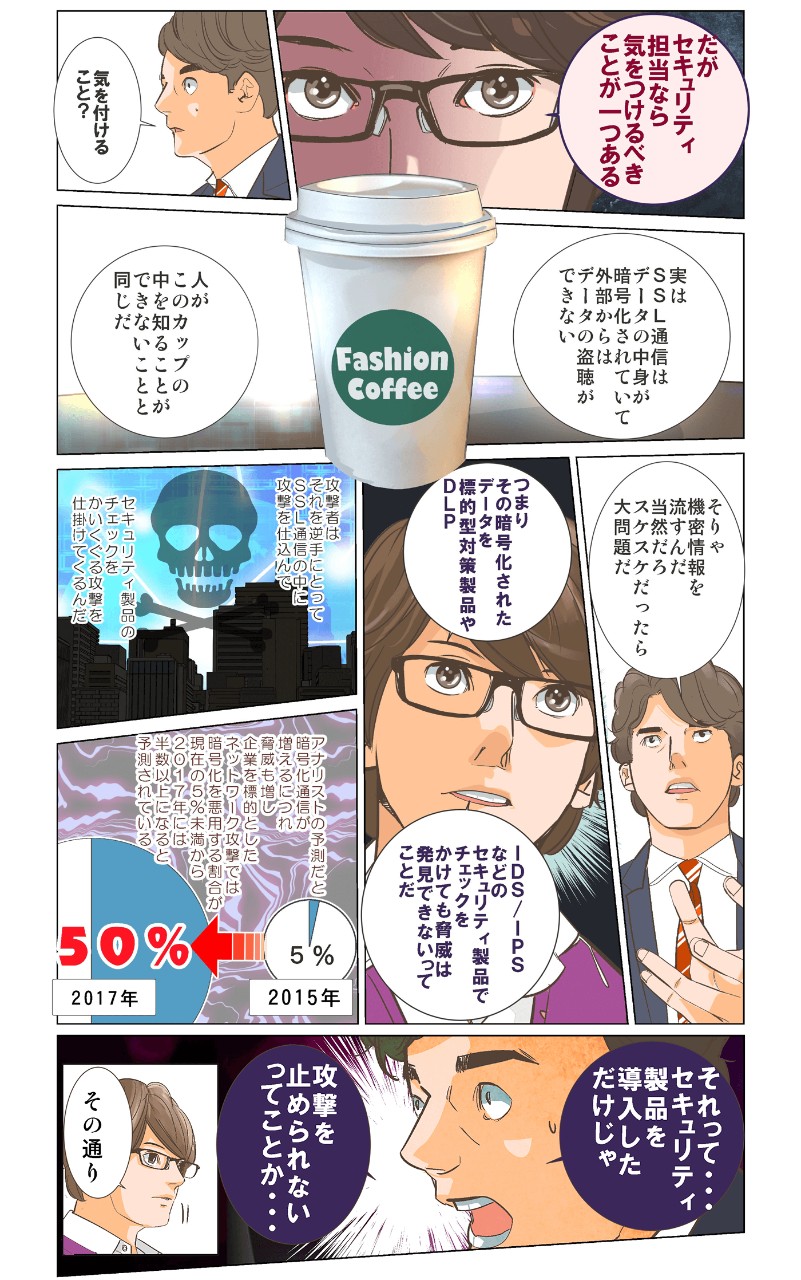 だが
セキュリティ
担当なら
気をつけるべき
ことが一つある
気を付ける
こと?
実は
SSL通信は
データの中身が
暗号化されていて
外部からは
データの盗聴が
できない
Fashion
Coffee
人が
このカップの
中を知ることが
できないことと
同じだ
そりゃ
機密情報を
流すんだ
当然だろ
スケスケだったら
大問題だ
つまり
その暗号化された
データを
標的型対策製品や
DLP
IDS/IPS
などの
セキュリティ製品で
チェックを
かけても脅威は
発見できないって
ことだ
攻撃者は
それを逆手にとって
SSL通信の中に
攻撃を仕込んで
セキュリティ製品の
チェックを
かいくぐる攻撃を
仕掛けてくるんだ
アナリストの予測だと
暗号化通信が
増えるにつれ
脅威も増し
企業を標的とした
ネットワーク攻撃では
暗号化を悪用する割合が
現在の5%未満から
2017年には
半数以上になると
予測されている
5%
2015年
50%
2017年
それって・・・
セキュリティ
製品を
導入した
だけじゃ
攻撃を
止められない
ってことか・・・・
その通り